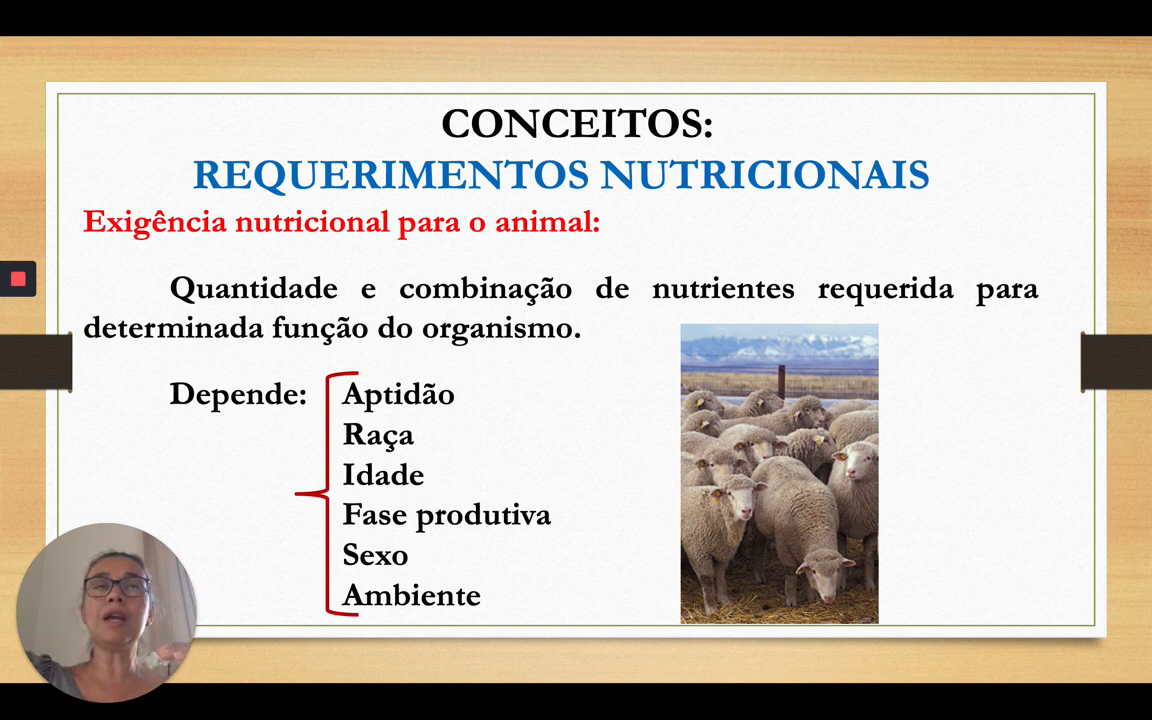 CONCEITOS:
REQUERIMENTOS NUTRICIONAIS
Exigência nutricional para o animal:
Quantidade e combinação de nutrientes requerida para
determinada função do organismo.
Depende:
Aptidão
Raça
Idade
Fase produtiva
Sexo
Ambiente